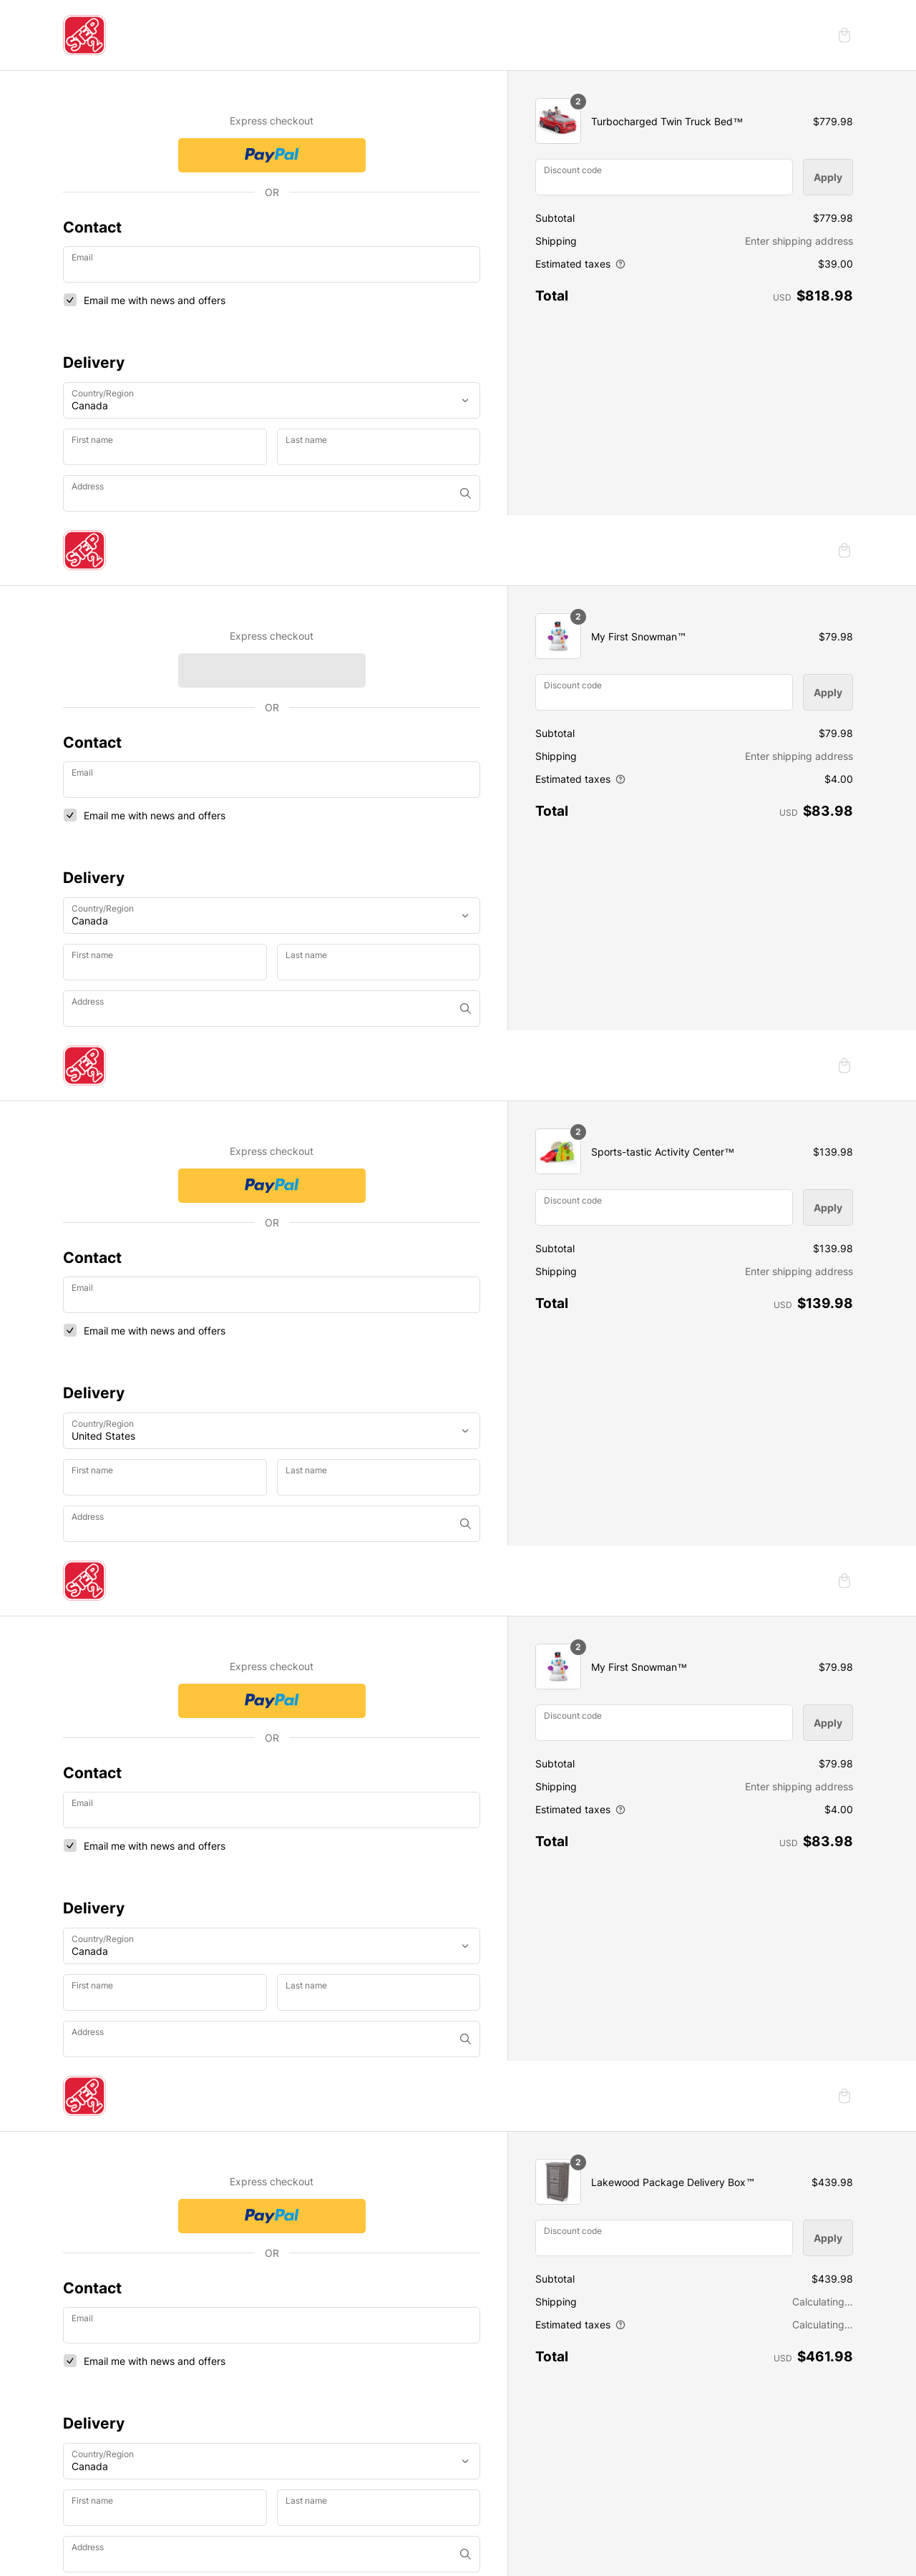 STEP2
Express checkout
PayPal
OR
Contact
Email
Email me with news and offers
Delivery
Country/Region
Canada
First name Last name
Address
2
Turbocharged Twin Truck Bed™ $779.98
Discount code Apply
Subtotal $779.98
Shipping Enter shipping address
Estimated taxes $39.00
Total USD $818.98
STEP2
Express checkout
OR
Contact
Email
Email me with news and offers
Delivery
Country/Region
Canada
First name Last name
Address
2
My First Snowman™ $79.98
Discount code Apply
Subtotal $79.98
Shipping Enter shipping address
Estimated taxes $4.00
Total USD $83.98
STEP2
Express checkout
PayPal
OR
Contact
Email
Email me with news and offers
Delivery
Country/Region
United States
First name Last name
Address
2
Sports-tastic Activity Center™ $139.98
Discount code Apply
Subtotal $139.98
Shipping Enter shipping address
Total USD $139.98
STEP2
Express checkout
PayPal
OR
Contact
Email
Email me with news and offers
Delivery
Country/Region
Canada
First name Last name
Address
2
My First Snowman™ $79.98
Discount code Apply
Subtotal $79.98
Shipping Enter shipping address
Estimated taxes $4.00
Total USD $83.98
STEP2
Express checkout
PayPal
OR
Contact
Email
Email me with news and offers
Delivery
Country/Region
Canada
First name Last name
Address
2
Lakewood Package Delivery Box™ $439.98
Discount code Apply
Subtotal $439.98
Shipping Calculating...
Estimated taxes Calculating...
Total USD $461.98